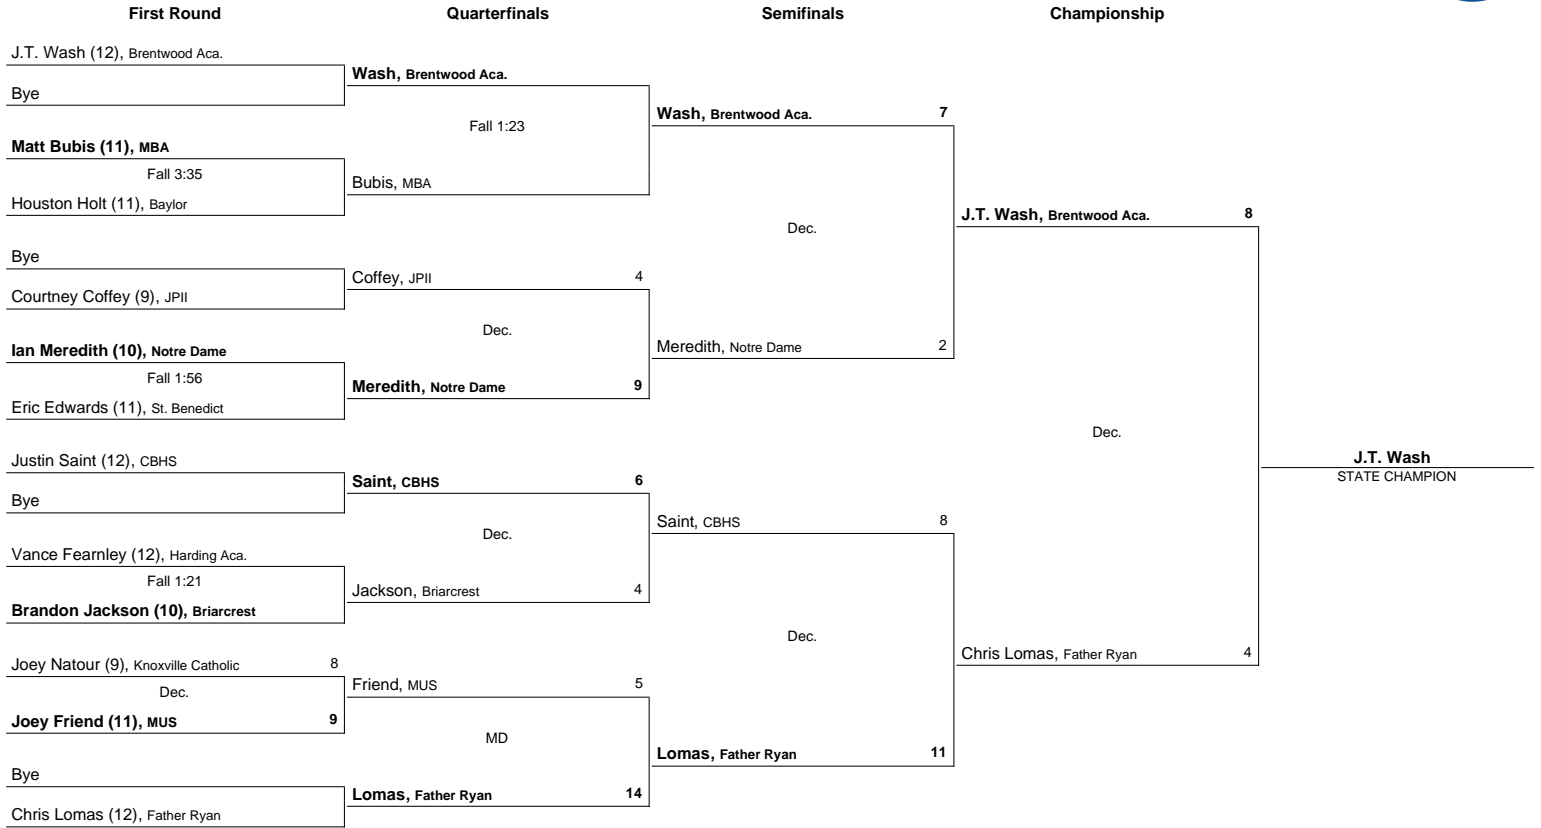 First Round
Quarterfinals
Semifinals
Championship
J.T. Wash (12), Brentwood Aca.
Bye
Matt Bubis (11), MBA
Fall 3:35
Houston Holt (11), Baylor
Bye
Courtney Coffey (9), JPII
Ian Meredith (10), Notre Dame
Fall 1:56
Eric Edwards (11), St. Benedict
Justin Saint (12), CBHS
Bye
Vance Fearnley (12), Harding Aca.
Fall 1:21
Brandon Jackson (10), Briarcrest
Joey Natour (9), Knoxville Catholic 8
Dec.
Joey Friend (11), MUS 9
Bye
Chris Lomas (12), Father Ryan
Wash, Brentwood Aca.
Fall 1:23
Bubis, MBA
Coffey, JPII 4
Dec.
Meredith, Notre Dame 9
Saint, CBHS 6
Dec.
Jackson, Briarcrest 4
Friend, MUS 5
MD
Lomas, Father Ryan 14
Wash, Brentwood Aca. 7
Dec.
Meredith, Notre Dame 2
Saint, CBHS 8
Dec.
Lomas, Father Ryan 11
J.T. Wash, Brentwood Aca. 8
Dec.
Chris Lomas, Father Ryan 4
J.T. Wash
STATE CHAMPION